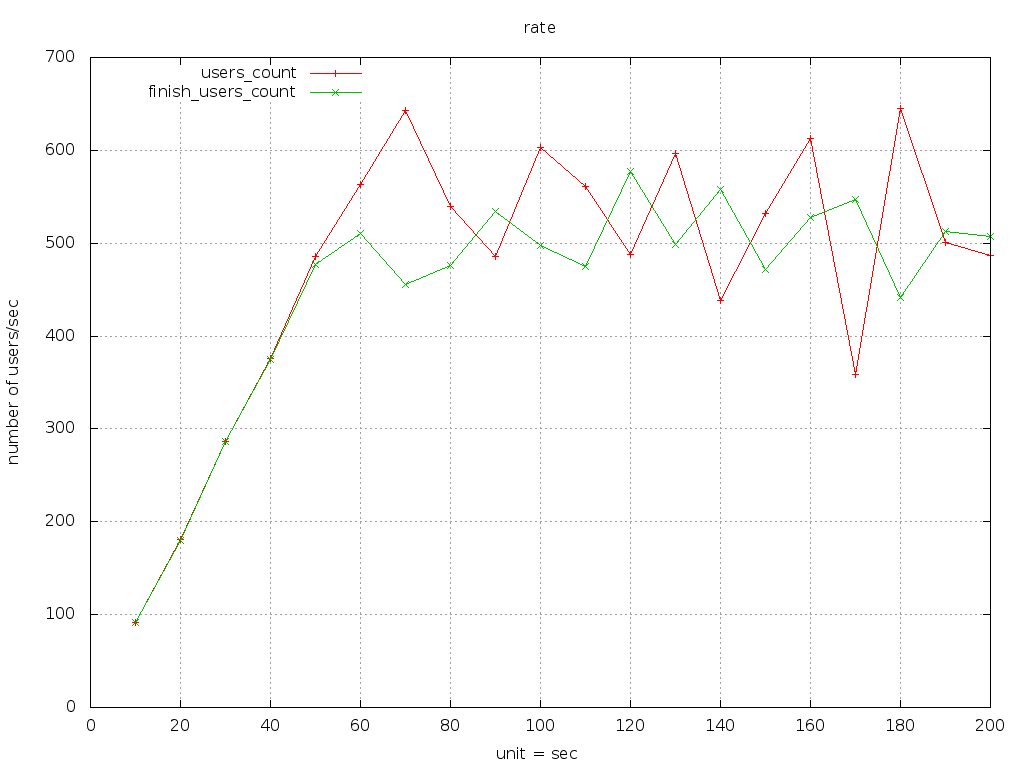 rate
users_count
finish_users_count
700
600
500
400
300
200
100
0
number of users/sec
0 20 40 60 80 100 120 140 160 180 200
unit = sec